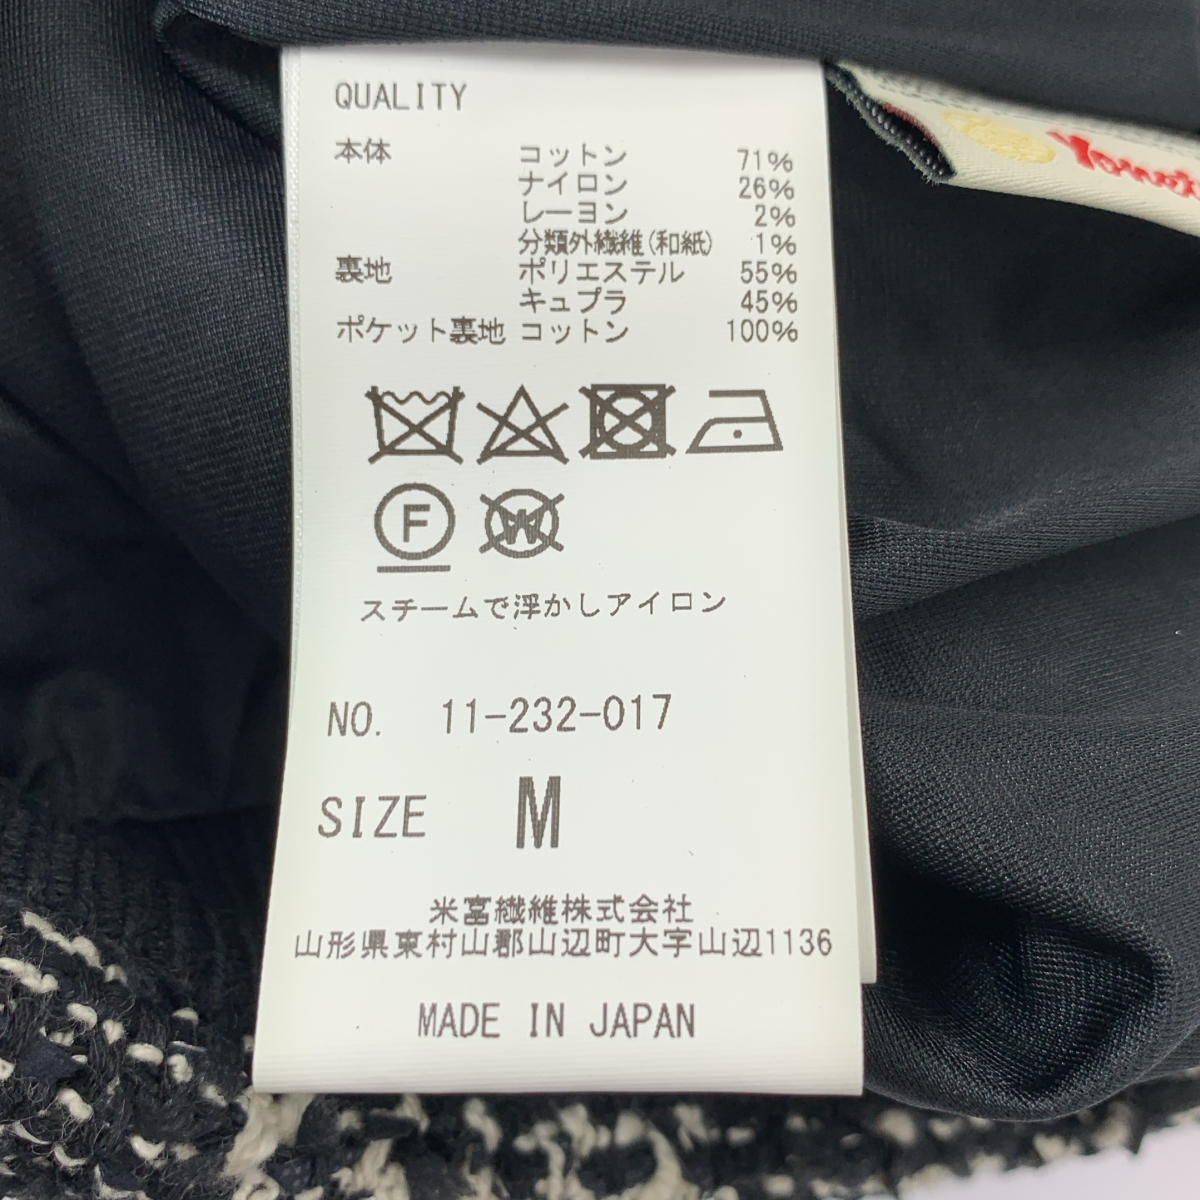 QUALITY
本体 コットン 71%
ナイロン 26%
レーヨン 2%
分類外繊維(和紙) 1%
裏地 ポリエステル 55%
キュプラ 45%
ポケット裏地 コットン 100%
F
W
スチームで浮かしアイロン
NO. 11-232-017
SIZE M
米富繊維株式会社
山形県東村山郡山辺町大字山辺1136
MADE IN JAPAN